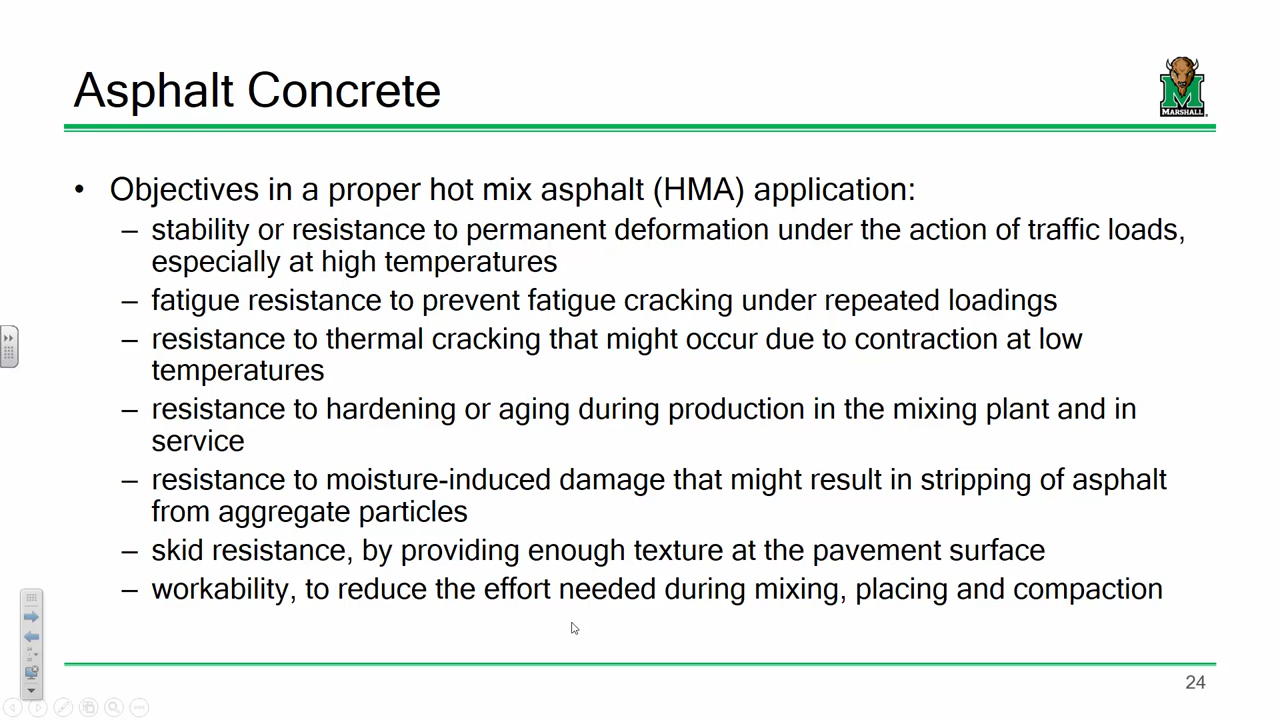 Asphalt Concrete
M
MARSHALL
• Objectives in a proper hot mix asphalt (HMA) application:
– stability or resistance to permanent deformation under the action of traffic loads,
especially at high temperatures
– fatigue resistance to prevent fatigue cracking under repeated loadings
– resistance to thermal cracking that might occur due to contraction at low
temperatures
– resistance to hardening or aging during production in the mixing plant and in
service
– resistance to moisture-induced damage that might result in stripping of asphalt
from aggregate particles
– skid resistance, by providing enough texture at the pavement surface
– workability, to reduce the effort needed during mixing, placing and compaction
24